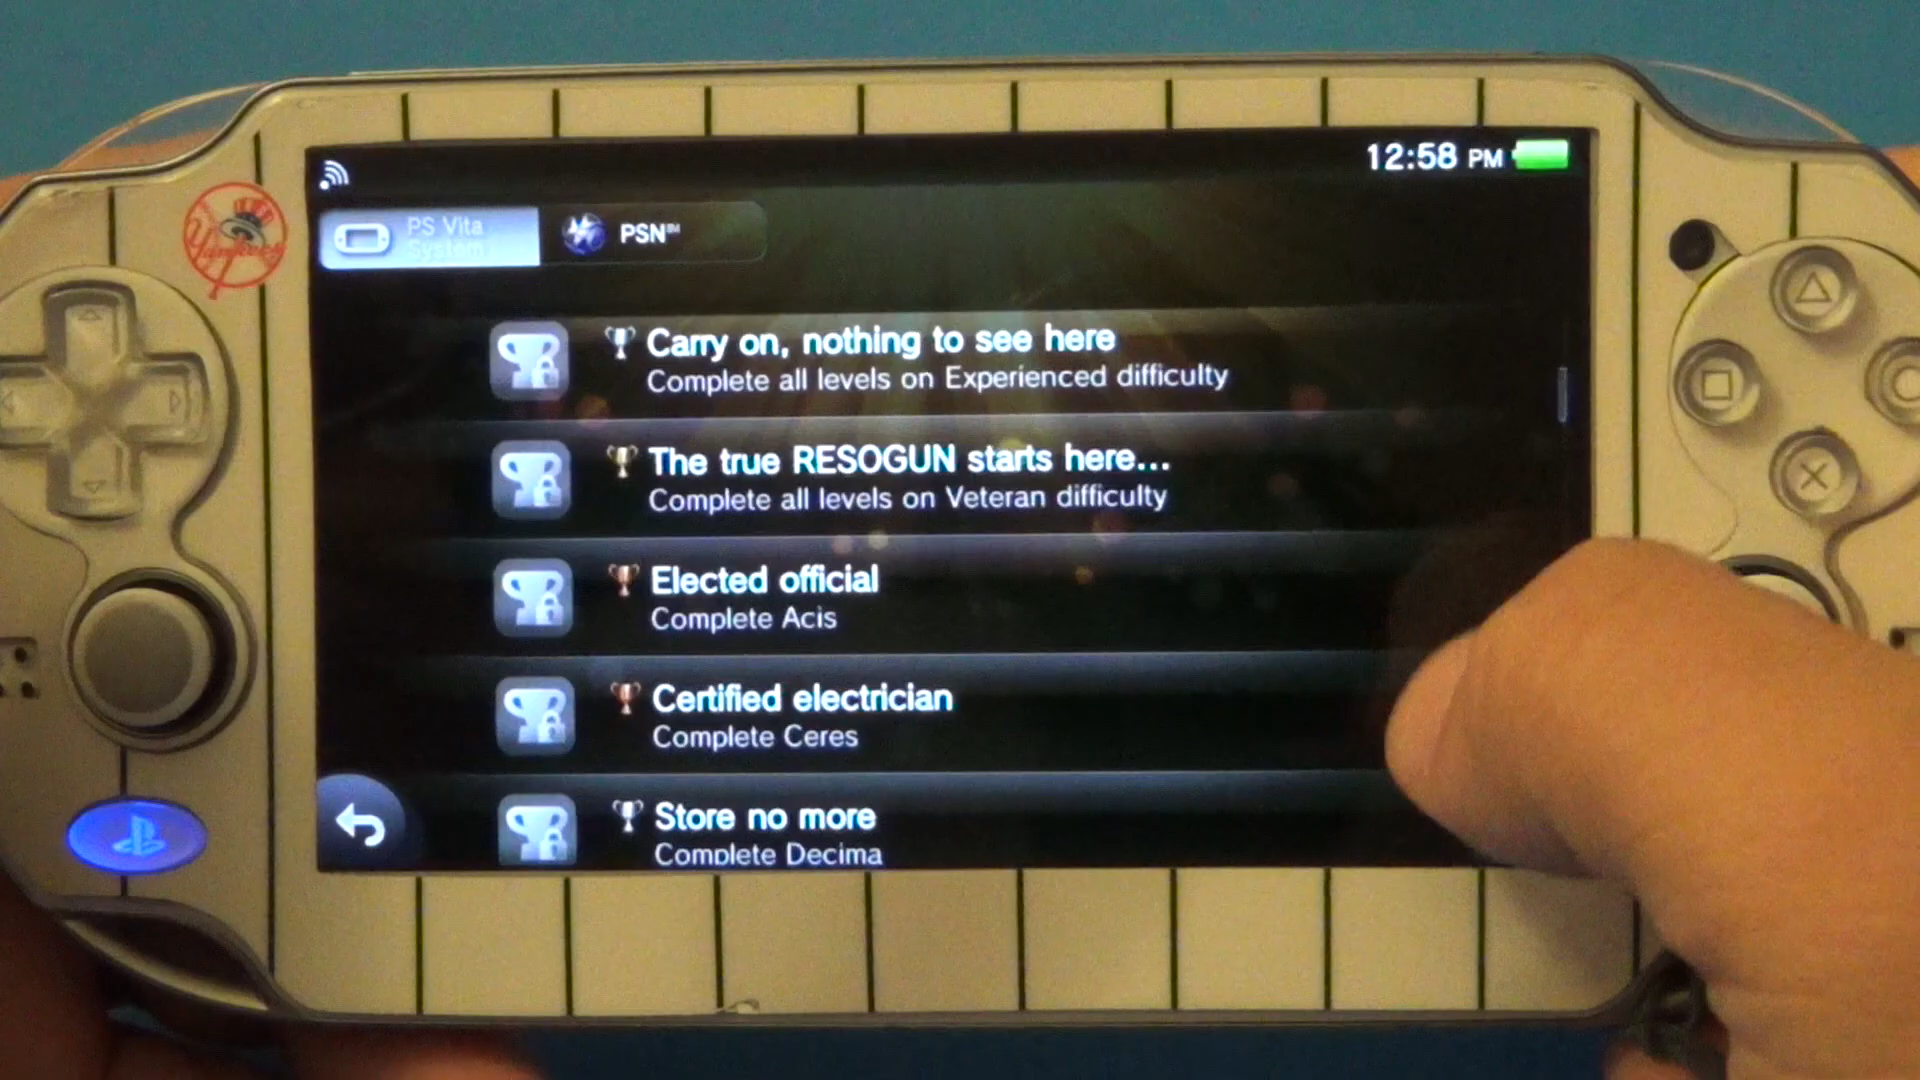 12:58 PM
PS Vita
System
PSN℠
Yankees
Carry on, nothing to see here
Complete all levels on Experienced difficulty
The true RESOGUN starts here...
Complete all levels on Veteran difficulty
Elected official
Complete Acis
Certified electrician
Complete Ceres
Store no more
Complete Decima